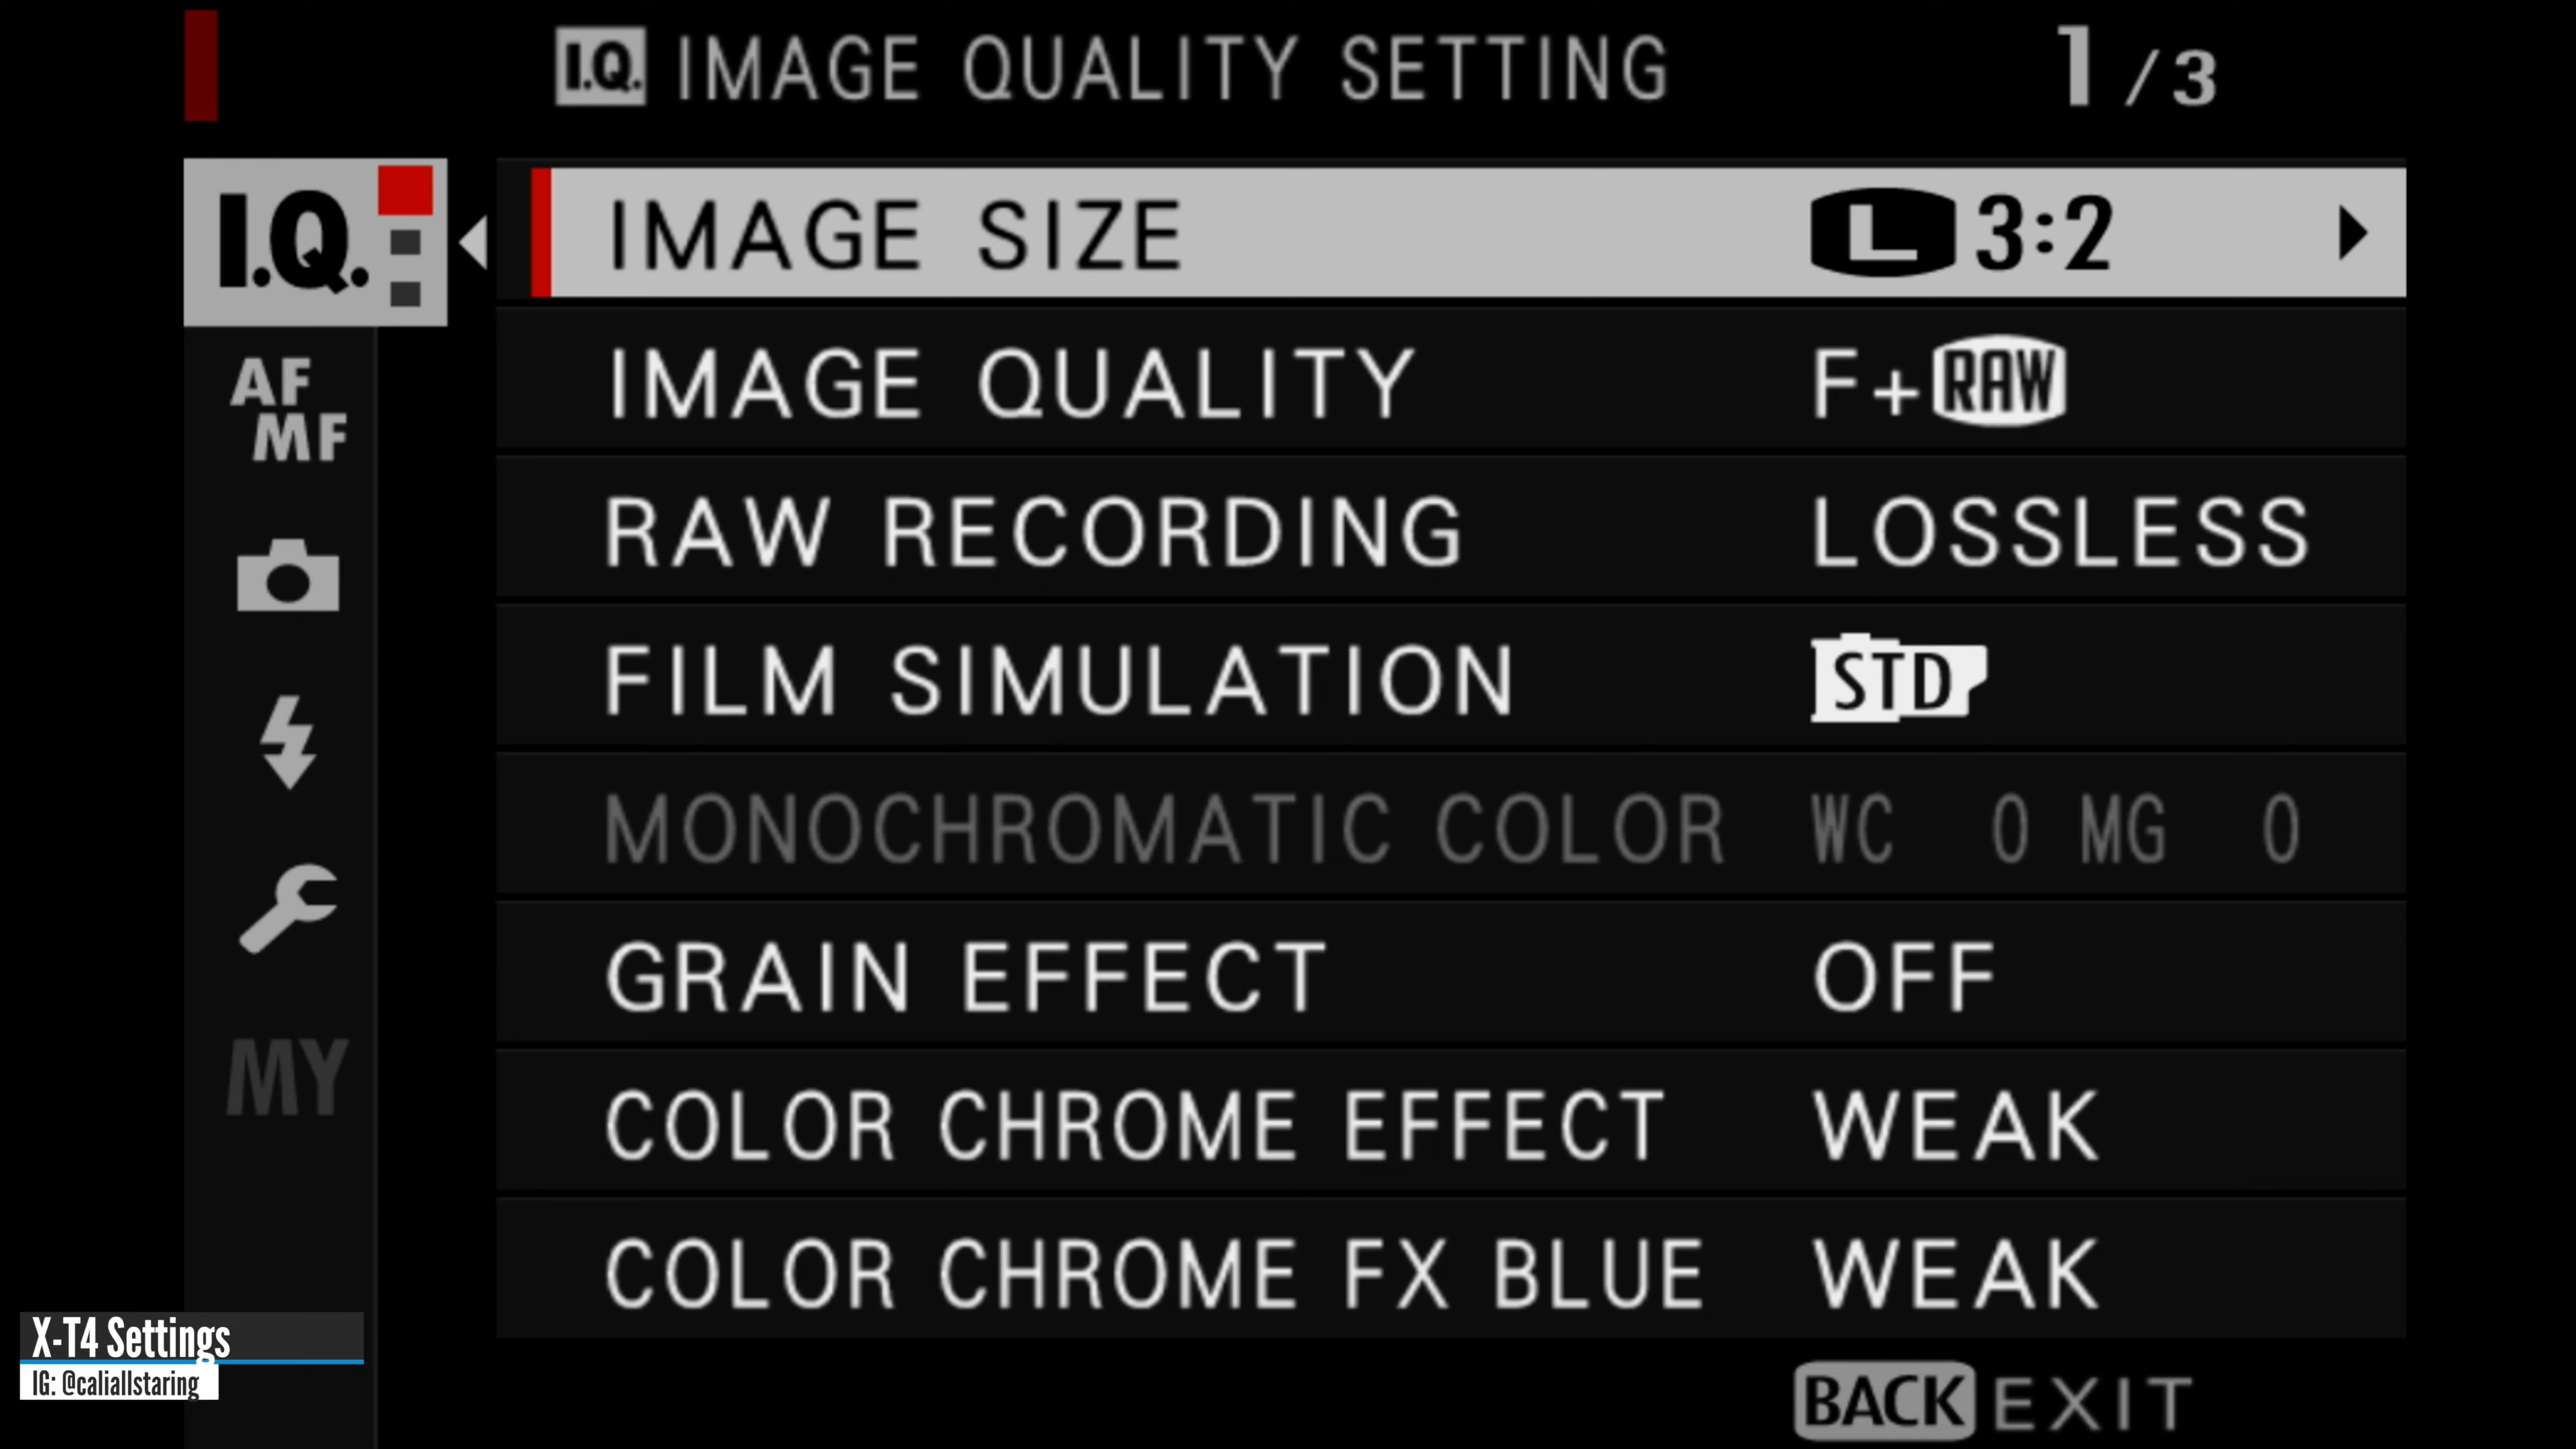 I.Q. IMAGE QUALITY SETTING 1/3
I.Q.
IMAGE SIZE L 3:2
IMAGE QUALITY F+RAW
AF
MF
RAW RECORDING LOSSLESS
FILM SIMULATION STD
MONOCHROMATIC COLOR WC 0 MG 0
GRAIN EFFECT OFF
MY
COLOR CHROME EFFECT WEAK
COLOR CHROME FX BLUE WEAK
X-T4 Settings
IG: @caliallstaring
BACK EXIT